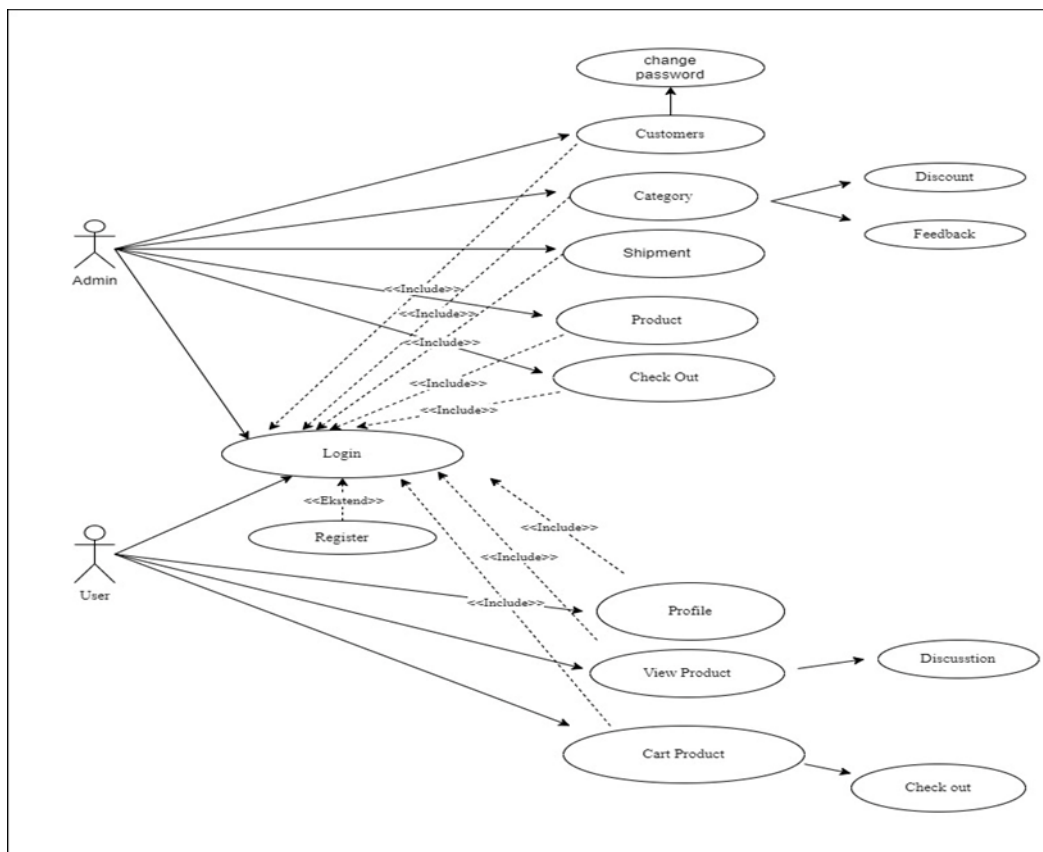 change
password
Customers
Discount
Category
Feedback
Shipment
Admin
<<Include>>
<<Include>>
Product
<<Include>>
Check Out
<<Include>>
<<Include>>
Login
<<Ekstend>>
Register
<<Include>>
<<Include>>
User
<<Include>>
Profile
View Product
Discusstion
Cart Product
Check out